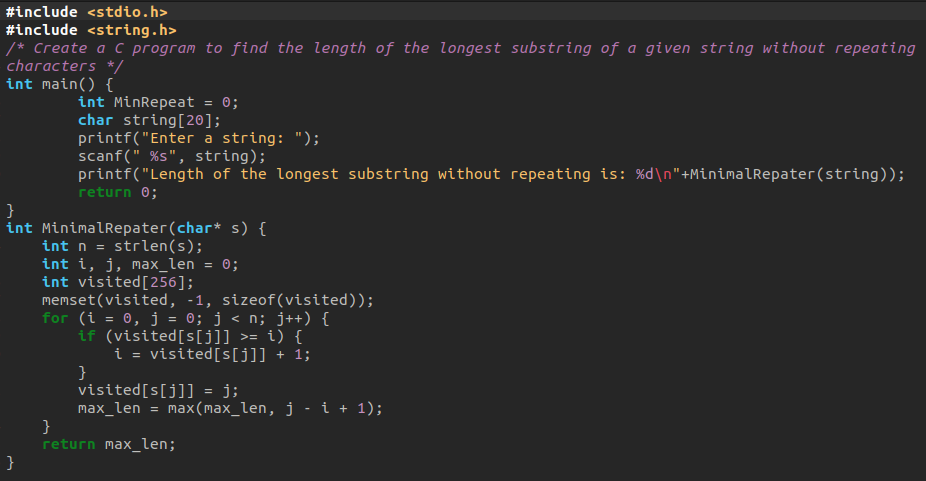 #include <stdio.h>
#include <string.h>
/* Create a C program to find the length of the longest substring of a given string without repeating
characters */
int main() {
        int MinRepeat = 0;
        char string[20];
        printf("Enter a string: ");
        scanf(" %s", string);
        printf("Length of the longest substring without repeating is: %d\n"+MinimalRepater(string));
        return 0;
}
int MinimalRepater(char* s) {
    int n = strlen(s);
    int i, j, max_len = 0;
    int visited[256];
    memset(visited, -1, sizeof(visited));
    for (i = 0, j = 0; j < n; j++) {
        if (visited[s[j]] >= i) {
            i = visited[s[j]] + 1;
        }
        visited[s[j]] = j;
        max_len = max(max_len, j - i + 1);
    }
    return max_len;
}